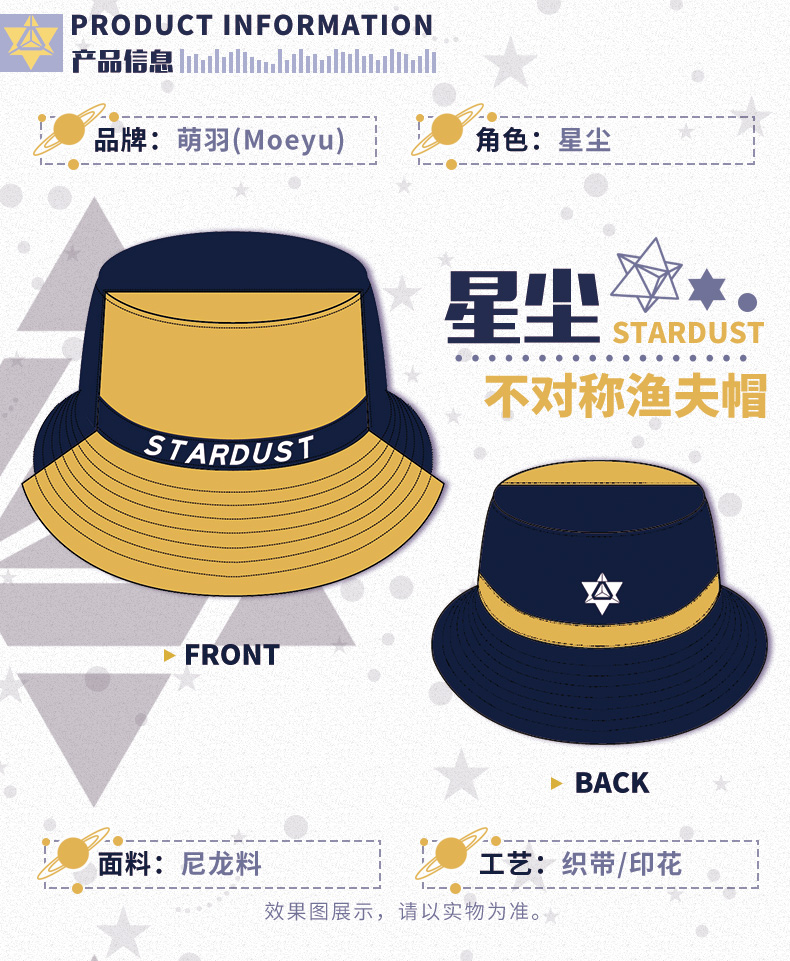 PRODUCT INFORMATION
产品信息
品牌：萌羽(Moeyu)
角色：星尘
星尘
STARDUST
不对称渔夫帽
STARDUST
FRONT
BACK
面料：尼龙料
工艺：织带/印花
效果图展示，请以实物为准。